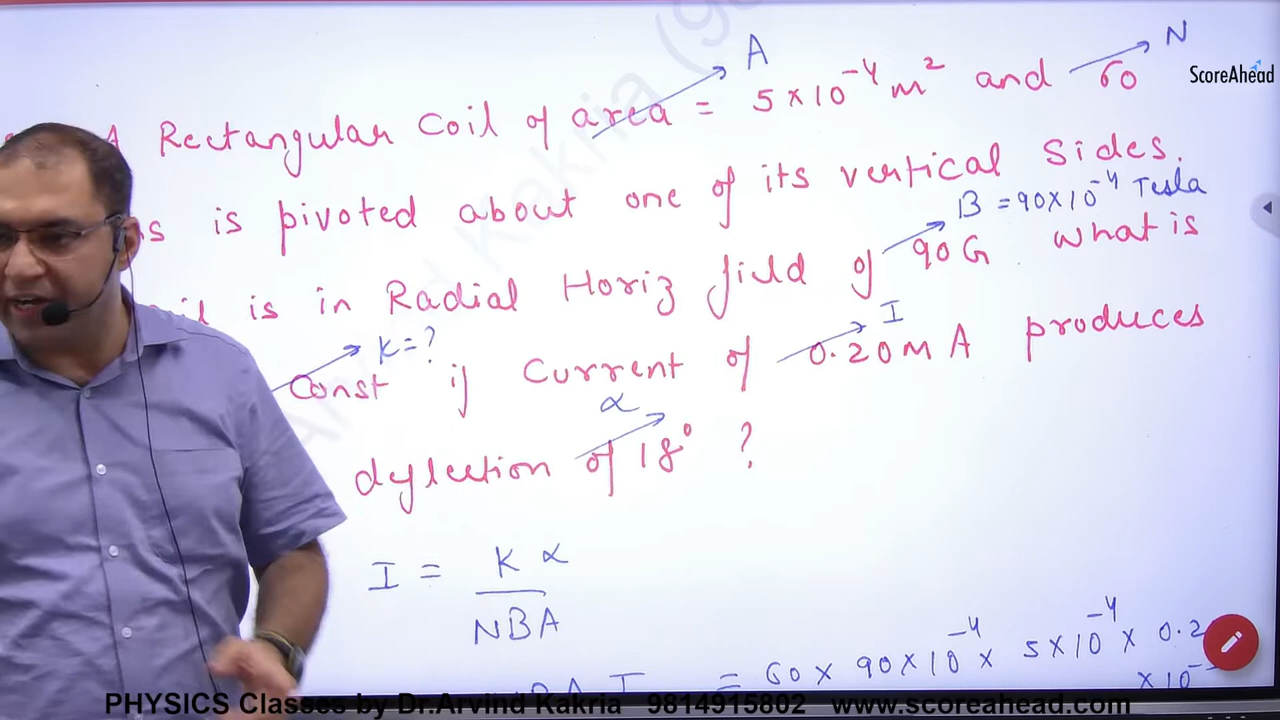 A
N
A Rectangular Coil of area = 5×10⁻⁴ m² and 60
ScoreAhead
is pivoted about one of its vertical Sides.
B = 90×10⁻⁴ Tesla
is in Radial Horiz field of 90G. what is
K = ?
I
Const if Current of 0.20 mA produces
α
deflection of 18° ?
I = K α
NBA
= 60 × 90×10⁻⁴ × 5×10⁻⁴ × 0.2
PHYSICS Classes by Dr.Arvind Kakria 9814915802 www.scoreahead.com